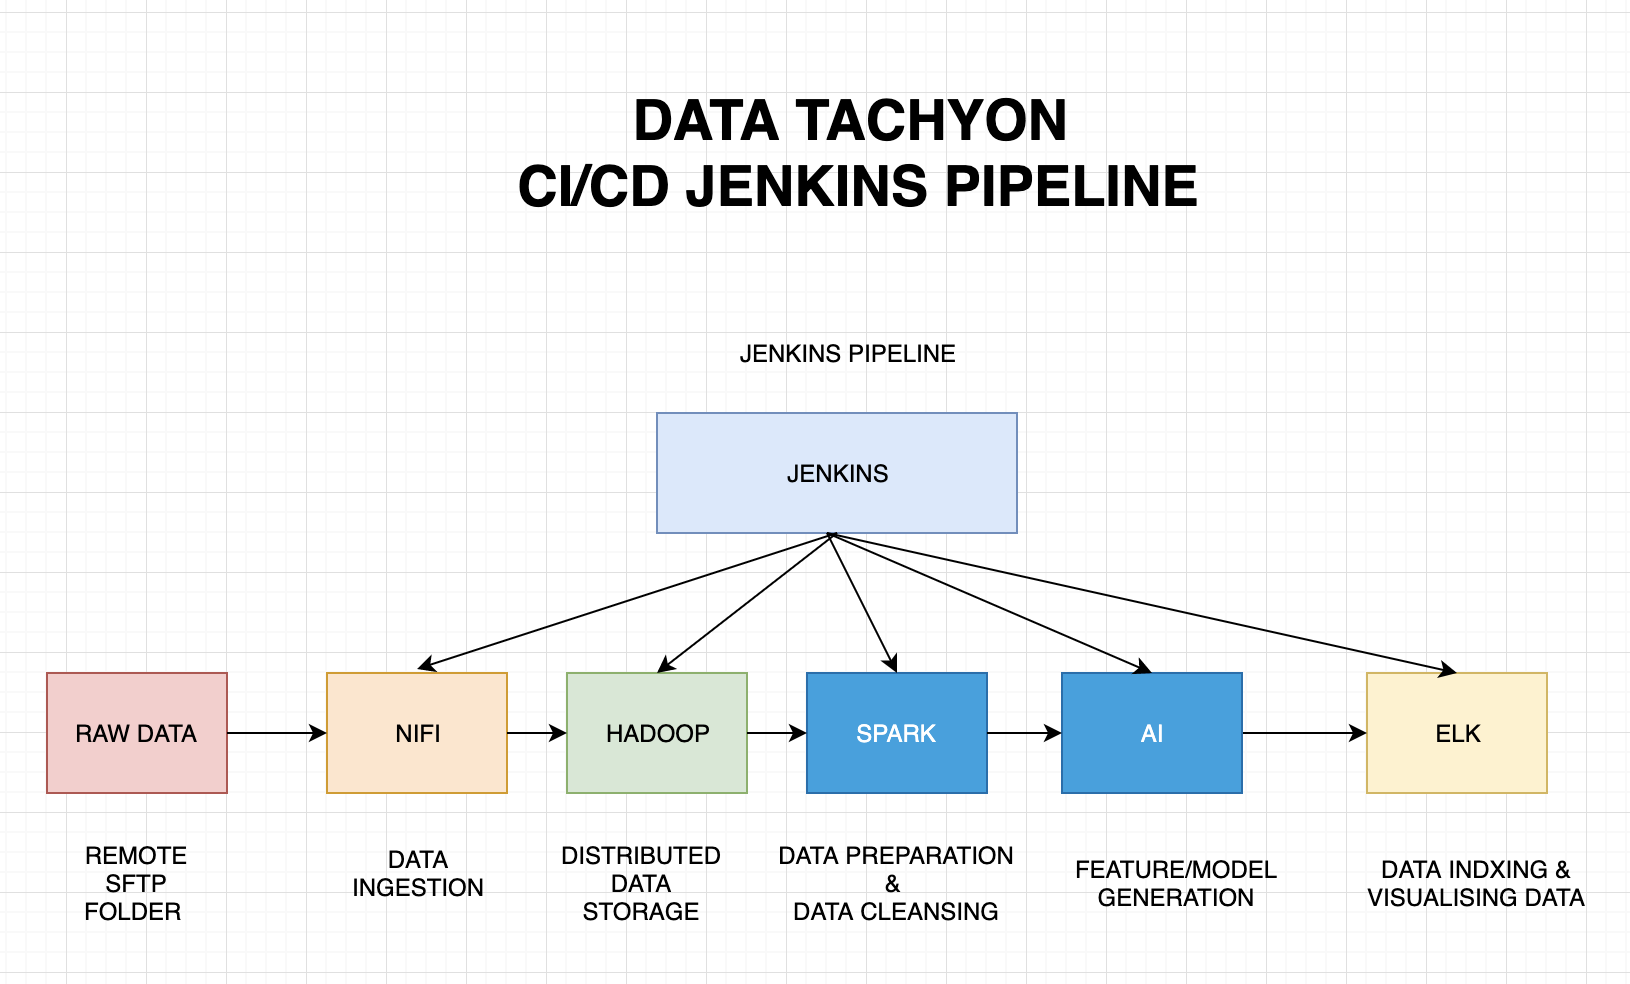 DATA TACHYON
CI/CD JENKINS PIPELINE
JENKINS PIPELINE
JENKINS
RAW DATA
NIFI
HADOOP
SPARK
AI
ELK
REMOTE
SFTP
FOLDER
DATA
INGESTION
DISTRIBUTED
DATA
STORAGE
DATA PREPARATION
&
DATA CLEANSING
FEATURE/MODEL
GENERATION
DATA INDXING &
VISUALISING DATA